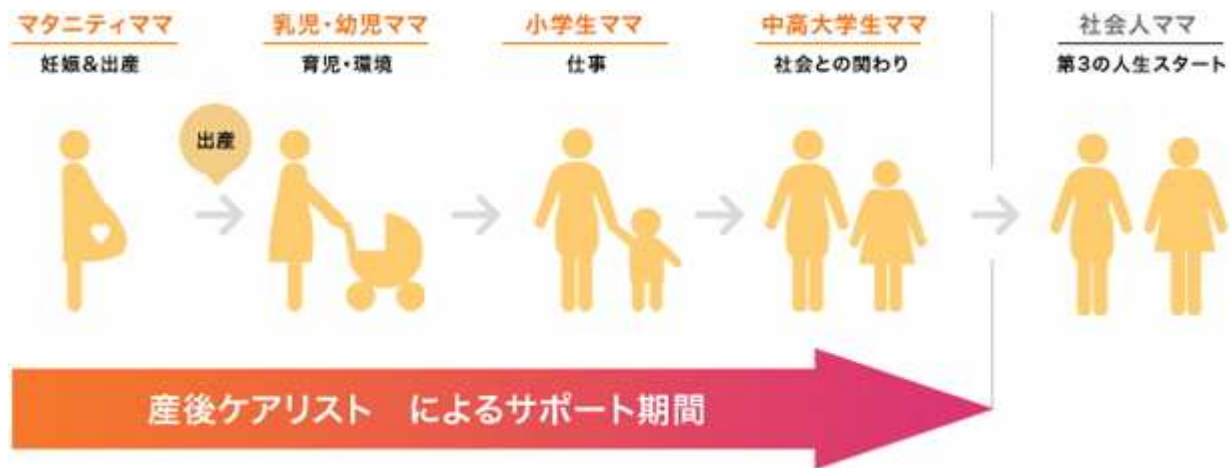 マタニティママ
妊娠&出産
乳児・幼児ママ
育児・環境
小学生ママ
仕事
中高大学生ママ
社会との関わり
社会人ママ
第3の人生スタート
出産
産後ケアリスト　によるサポート期間